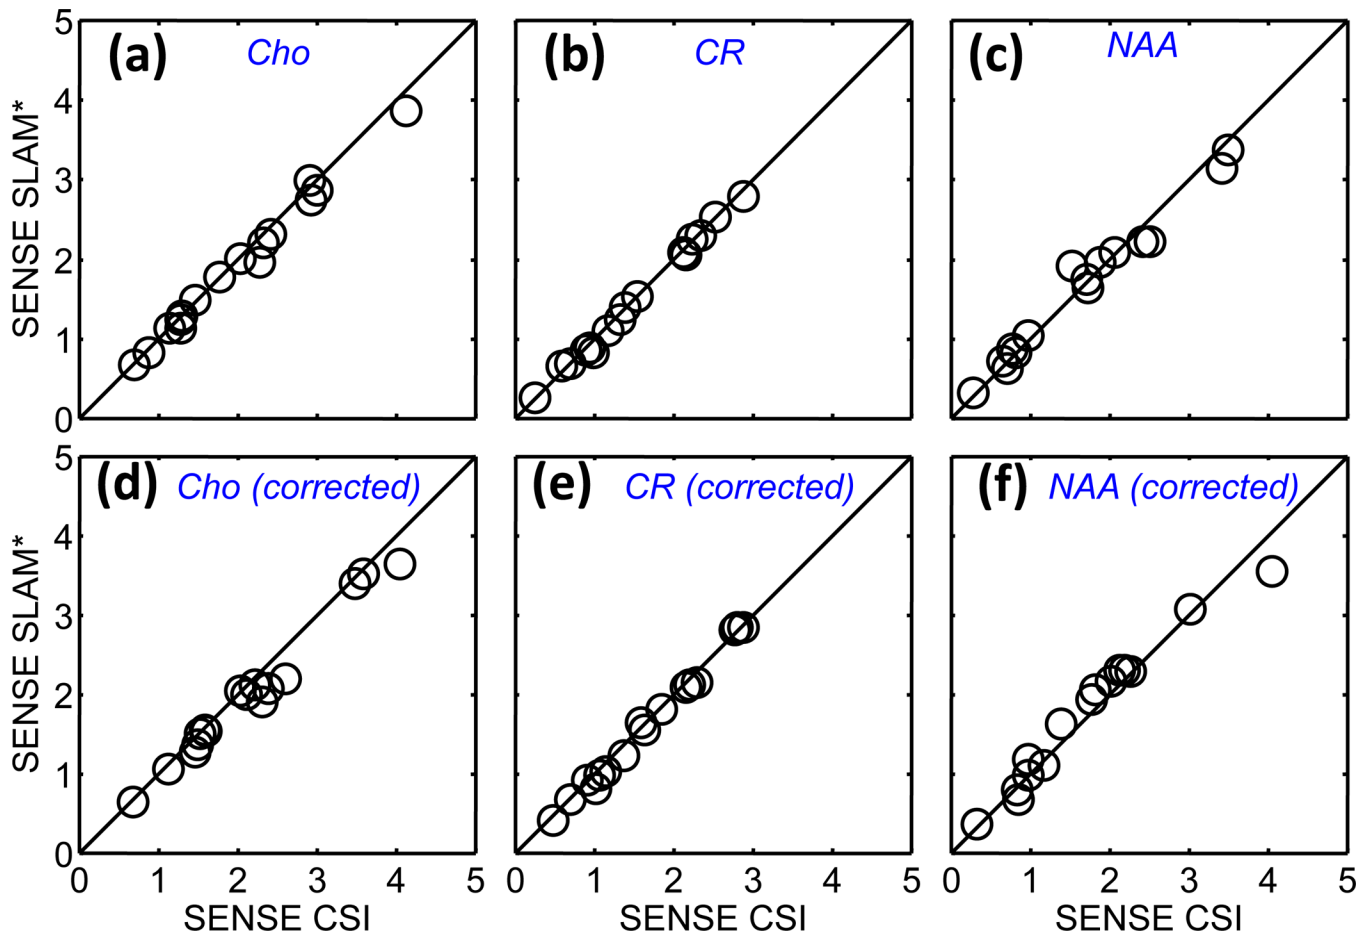 (a) Cho
(b) CR
(c) NAA
SENSE SLAM*
5
4
3
2
1
0
(d) Cho (corrected)
(e) CR (corrected)
(f) NAA (corrected)
SENSE SLAM*
5
4
3
2
1
0
0 1 2 3 4 5
0 1 2 3 4 5
0 1 2 3 4 5
SENSE CSI
SENSE CSI
SENSE CSI